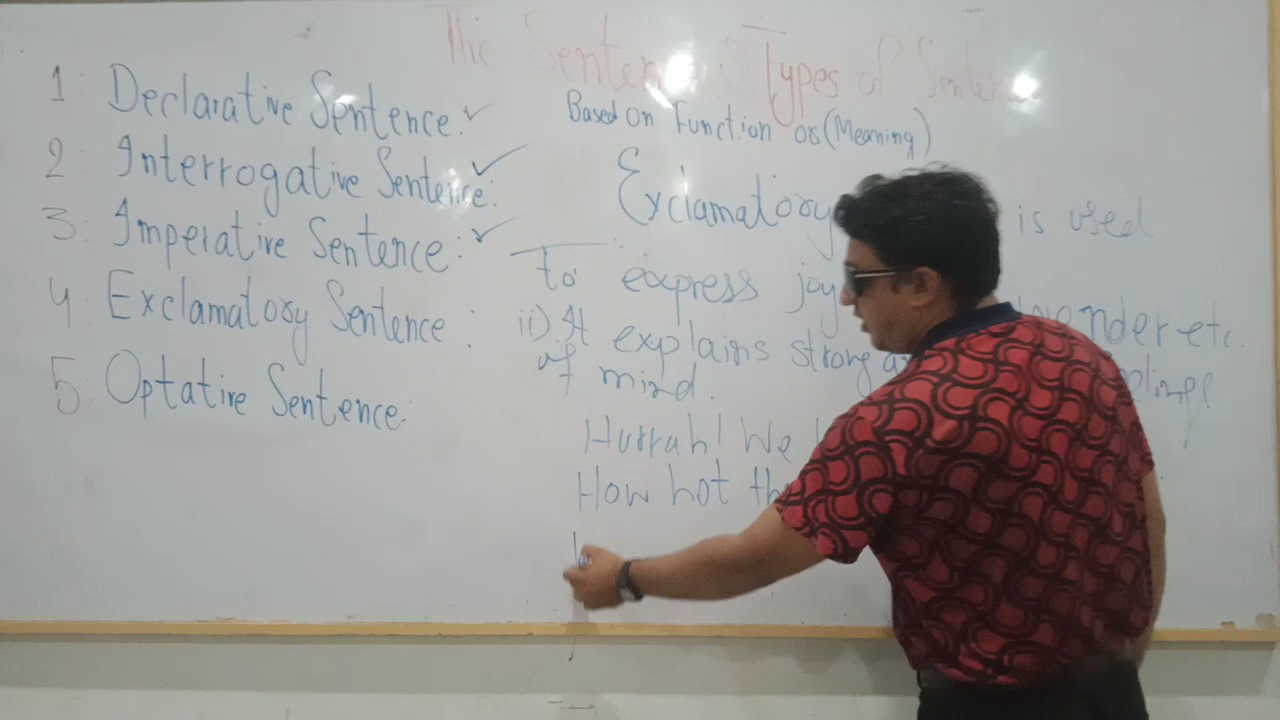 The Sentence & Types of Sentence
1. Declarative Sentence:
2. Interrogative Sentence:
3. Imperative Sentence:
4. Exclamatory Sentence:
5. Optative Sentence:
Based on Function or (Meaning)
Exclamatory is used
To express joy wonder etc.
ii) It explains strong
of mind.
Hurrah! We
How hot